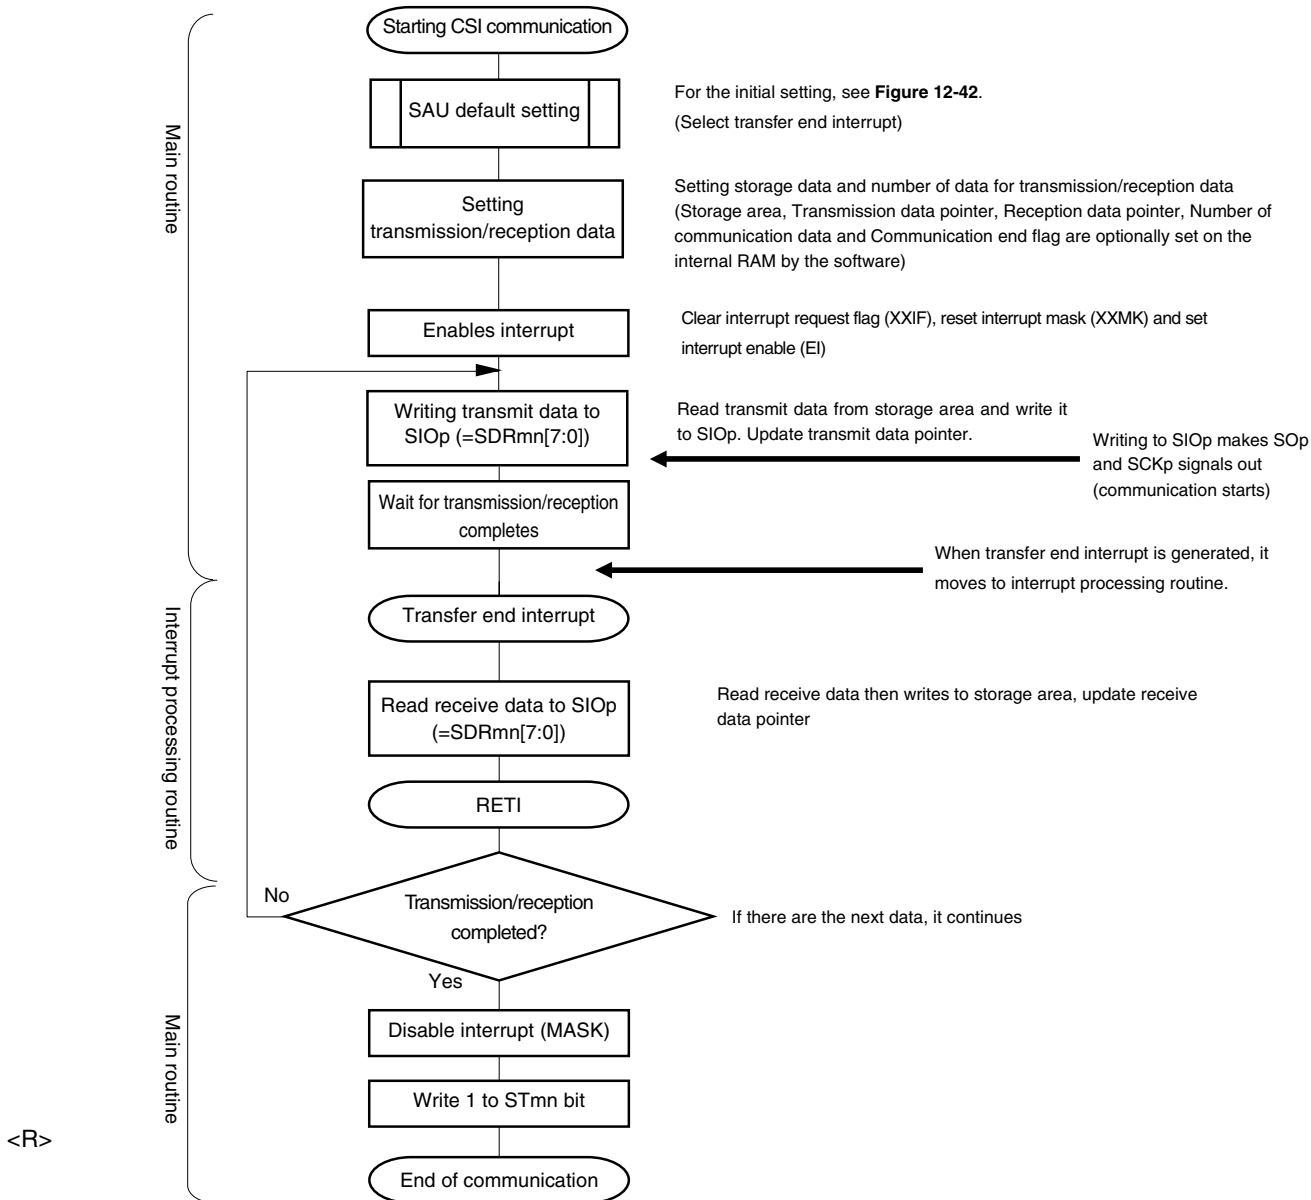 Starting CSI communication
SAU default setting
For the initial setting, see Figure 12-42.
(Select transfer end interrupt)
Main routine
Setting
transmission/reception data
Setting storage data and number of data for transmission/reception data
(Storage area, Transmission data pointer, Reception data pointer, Number of
communication data and Communication end flag are optionally set on the
internal RAM by the software)
Enables interrupt
Clear interrupt request flag (XXIF), reset interrupt mask (XXMK) and set
interrupt enable (EI)
Writing transmit data to
SIOp (=SDRmn[7:0])
Read transmit data from storage area and write it
to SIOp. Update transmit data pointer.
Writing to SIOp makes SOp
and SCKp signals out
(communication starts)
Wait for transmission/reception
completes
When transfer end interrupt is generated, it
moves to interrupt processing routine.
Interrupt processing routine
Transfer end interrupt
Read receive data to SIOp
(=SDRmn[7:0])
Read receive data then writes to storage area, update receive
data pointer
RETI
No
Transmission/reception
completed?
If there are the next data, it continues
Yes
Main routine
Disable interrupt (MASK)
Write 1 to STmn bit
<R>
End of communication